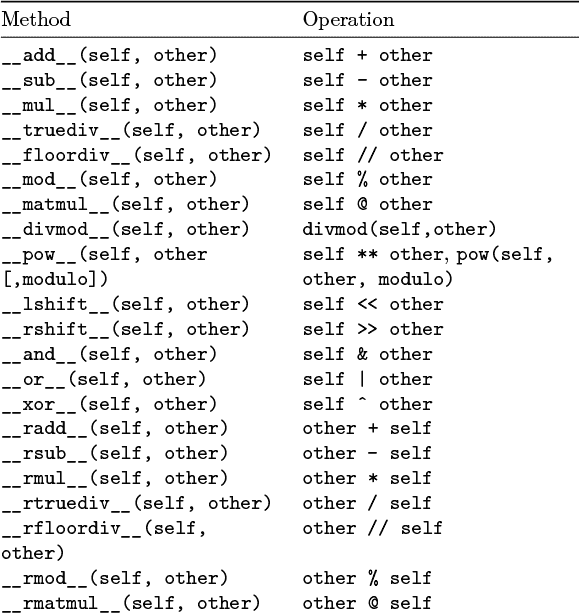 Method Operation
__add__(self, other) self + other
__sub__(self, other) self - other
__mul__(self, other) self * other
__truediv__(self, other) self / other
__floordiv__(self, other) self // other
__mod__(self, other) self % other
__matmul__(self, other) self @ other
__divmod__(self, other) divmod(self,other)
__pow__(self, other self ** other, pow(self,
[,modulo]) other, modulo)
__lshift__(self, other) self << other
__rshift__(self, other) self >> other
__and__(self, other) self & other
__or__(self, other) self | other
__xor__(self, other) self ^ other
__radd__(self, other) other + self
__rsub__(self, other) other - self
__rmul__(self, other) other * self
__rtruediv__(self, other) other / self
__rfloordiv__(self, other // self
other)
__rmod__(self, other) other % self
__rmatmul__(self, other) other @ self